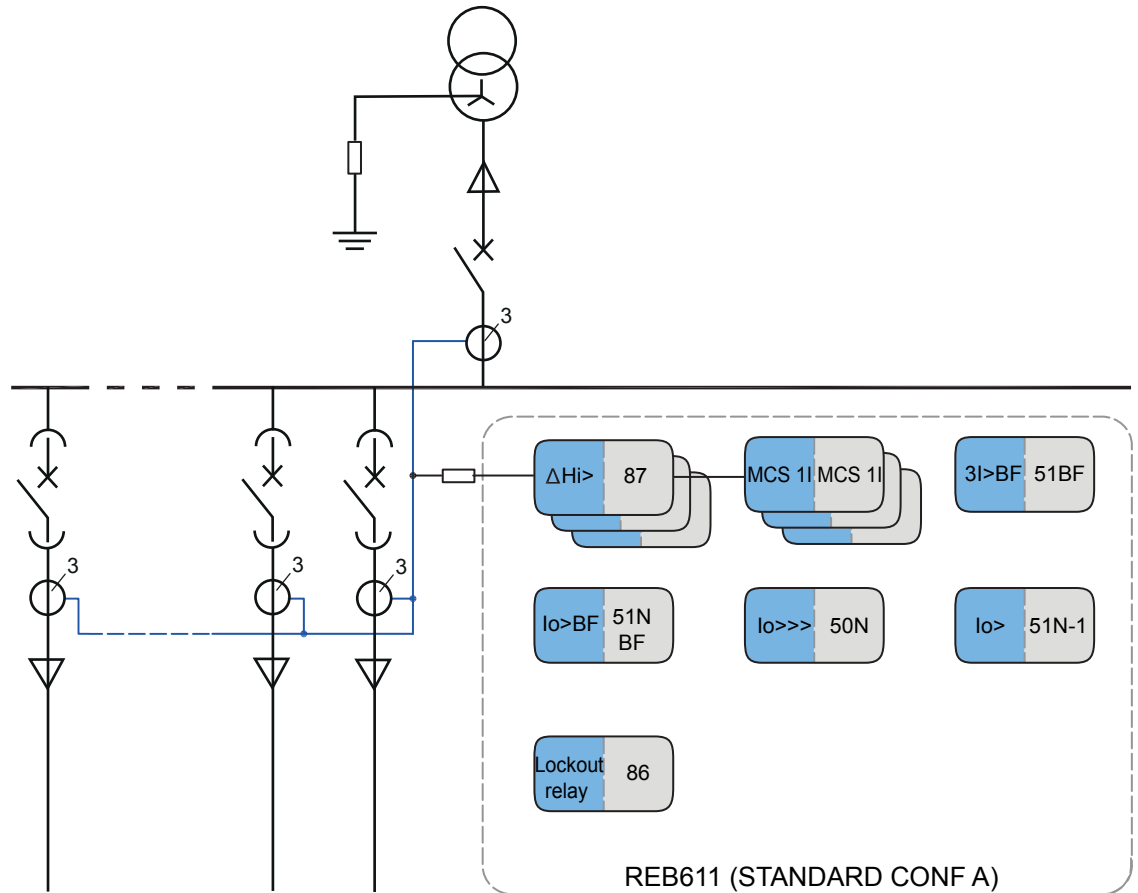 3
3
3
3
ΔHi> 87
MCS 1I MCS 1I
3I>BF 51BF
Io>BF 51N
BF
Io>>> 50N
Io> 51N-1
Lockout
relay
86
REB611 (STANDARD CONF A)